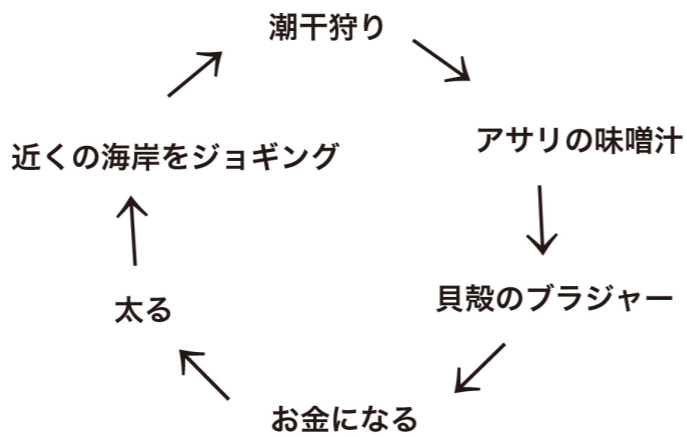 潮干狩り
アサリの味噌汁
貝殻のブラジャー
お金になる
太る
近くの海岸をジョギング